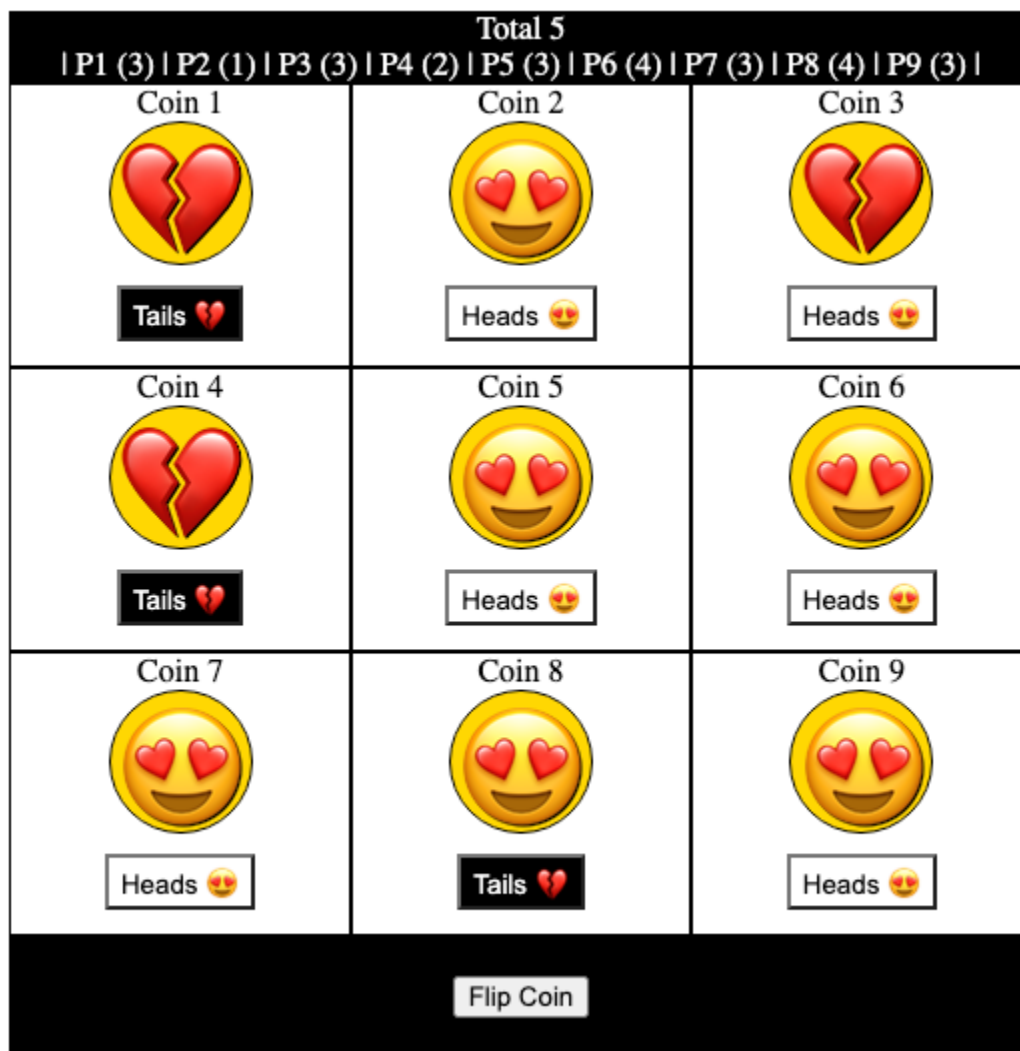 Total 5
| P1 (3) | P2 (1) | P3 (3) | P4 (2) | P5 (3) | P6 (4) | P7 (3) | P8 (4) | P9 (3) |
Coin 1
Coin 2
Coin 3
Tails 💔
Heads 😍
Heads 😍
Coin 4
Coin 5
Coin 6
Tails 💔
Heads 😍
Heads 😍
Coin 7
Coin 8
Coin 9
Heads 😍
Tails 💔
Heads 😍
Flip Coin